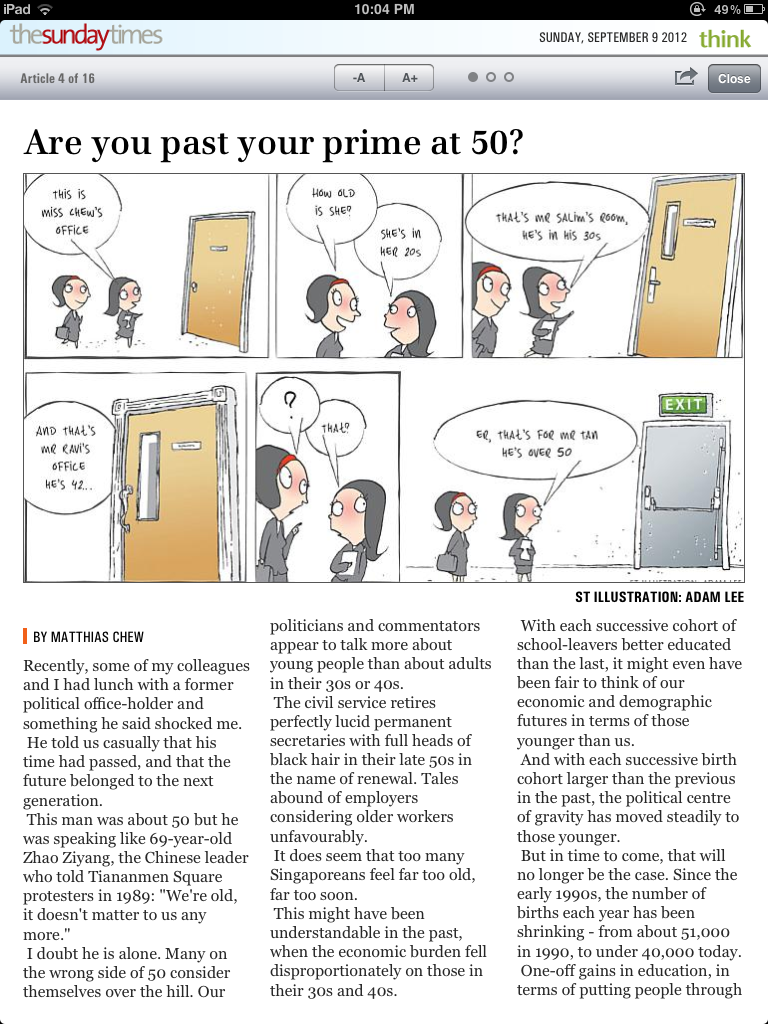 iPad
10:04 PM
49%
thesundaytimes
SUNDAY, SEPTEMBER 9 2012
think
Article 4 of 16
-A
A+
Close
Are you past your prime at 50?
THIS IS
MISS CHEW'S
OFFICE
HOW OLD
IS SHE?
SHE'S IN
HER 20S
THAT'S MR SALIM'S ROOM,
HE'S IN HIS 30S
AND THAT'S
MR RAVI'S
OFFICE
HE'S 42...
?
THAT?
EXIT
ER, THAT'S FOR MR TAN
HE'S OVER 50
ST ILLUSTRATION: ADAM LEE
ST ILLUSTRATION: ADAM LEE
BY MATTHIAS CHEW
Recently, some of my colleagues
and I had lunch with a former
political office-holder and
something he said shocked me.
He told us casually that his
time had passed, and that the
future belonged to the next
generation.
This man was about 50 but he
was speaking like 69-year-old
Zhao Ziyang, the Chinese leader
who told Tiananmen Square
protesters in 1989: "We're old,
it doesn't matter to us any
more."
I doubt he is alone. Many on
the wrong side of 50 consider
themselves over the hill. Our
politicians and commentators
appear to talk more about
young people than about adults
in their 30s or 40s.
The civil service retires
perfectly lucid permanent
secretaries with full heads of
black hair in their late 50s in
the name of renewal. Tales
abound of employers
considering older workers
unfavourably.
It does seem that too many
Singaporeans feel far too old,
far too soon.
This might have been
understandable in the past,
when the economic burden fell
disproportionately on those in
their 30s and 40s.
With each successive cohort of
school-leavers better educated
than the last, it might even have
been fair to think of our
economic and demographic
futures in terms of those
younger than us.
And with each successive birth
cohort larger than the previous
in the past, the political centre
of gravity has moved steadily to
those younger.
But in time to come, that will
no longer be the case. Since the
early 1990s, the number of
births each year has been
shrinking - from about 51,000
in 1990, to under 40,000 today.
One-off gains in education, in
terms of putting people through